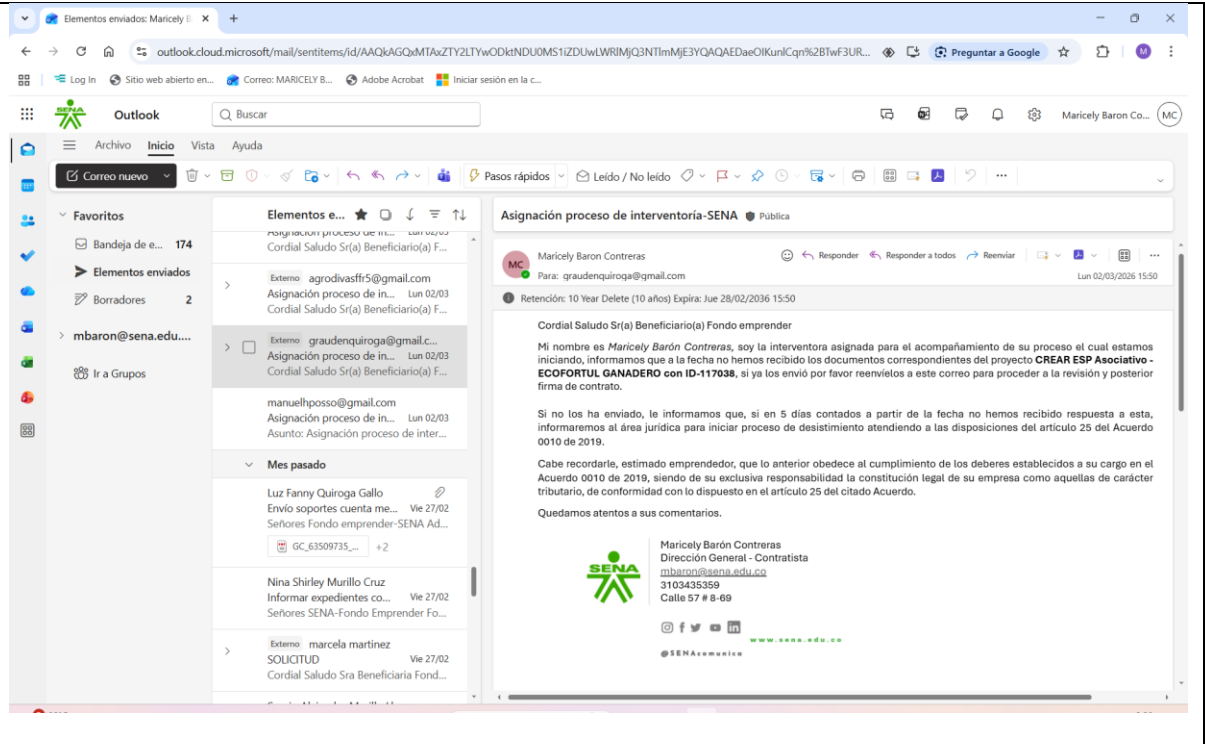 Elementos enviados: Maricely B
outlook.cloud.microsoft/mail/sentitems/id/AAQkAGQxMTAxZTY2LTYwODktNDU0MS1iZDUwLWRlMjQ3NTlmMjE3YQAQAEDaeOIKunlCqn%2BTwF3UR...
Preguntar a Google
M
Log In
Sitio web abierto en...
Correo: MARICELY B...
Adobe Acrobat
Iniciar sesión en la c...
SENA
Outlook
Buscar
Maricely Baron Co...
MC
Archivo Inicio Vista Ayuda
Correo nuevo
Pasos rápidos
Leído / No leído
Favoritos
Bandeja de e... 174
Elementos enviados
Borradores 2
mbaron@sena.edu....
Ir a Grupos
Elementos e...
Asignación proceso de in... Lun 02/03
Cordial Saludo Sr(a) Beneficiario(a) F...
Externo agrodivasffr5@gmail.com
Asignación proceso de in... Lun 02/03
Cordial Saludo Sr(a) Beneficiario(a) F...
Externo graudenquiroga@gmail.c...
Asignación proceso de in... Lun 02/03
Cordial Saludo Sr(a) Beneficiario(a) F...
manuelhposso@gmail.com
Asignación proceso de in... Lun 02/03
Asunto: Asignación proceso de inter...
Mes pasado
Luz Fanny Quiroga Gallo
Envío soportes cuenta me... Vie 27/02
Señores Fondo emprender-SENA Ad...
GC_63509735_... +2
Nina Shirley Murillo Cruz
Informar expedientes co... Vie 27/02
Señores SENA-Fondo Emprender Fo...
Externo marcela martinez
SOLICITUD Vie 27/02
Cordial Saludo Sra Beneficiaria Fond...
Asignación proceso de interventoría-SENA Pública
MC
Maricely Baron Contreras
Responder
Responder a todos
Reenviar
Para: graudenquiroga@gmail.com
Lun 02/03/2026 15:50
Retención: 10 Year Delete (10 años) Expira: Jue 28/02/2036 15:50
Cordial Saludo Sr(a) Beneficiario(a) Fondo emprender
Mi nombre es Maricely Barón Contreras, soy la interventora asignada para el acompañamiento de su proceso el cual estamos
iniciando, informamos que a la fecha no hemos recibido los documentos correspondientes del proyecto CREAR ESP Asociativo -
ECOFORTUL GANADERO con ID-117038, si ya los envió por favor reenvíelos a este correo para proceder a la revisión y posterior
firma de contrato.
Si no los ha enviado, le informamos que, si en 5 días contados a partir de la fecha no hemos recibido respuesta a esta,
informaremos al área jurídica para iniciar proceso de desistimiento atendiendo a las disposiciones del artículo 25 del Acuerdo
0010 de 2019.
Cabe recordarle, estimado emprendedor, que lo anterior obedece al cumplimiento de los deberes establecidos a su cargo en el
Acuerdo 0010 de 2019, siendo de su exclusiva responsabilidad la constitución legal de su empresa como aquellas de carácter
tributario, de conformidad con lo dispuesto en el artículo 25 del citado Acuerdo.
Quedamos atentos a sus comentarios.
SENA
Maricely Barón Contreras
Dirección General - Contratista
mbaron@sena.edu.co
3103435359
Calle 57 # 8-69
www.sena.edu.co
@SENAcomunica